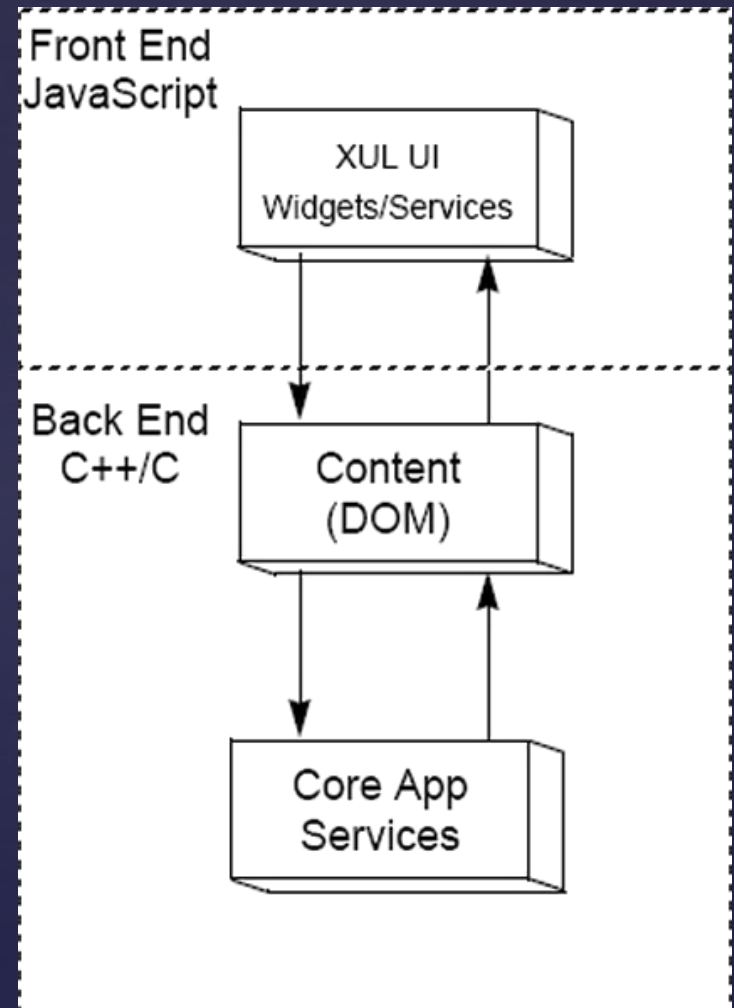 Front End
JavaScript
XUL UI
Widgets/Services
Back End
C++/C
Content
(DOM)
Core App
Services